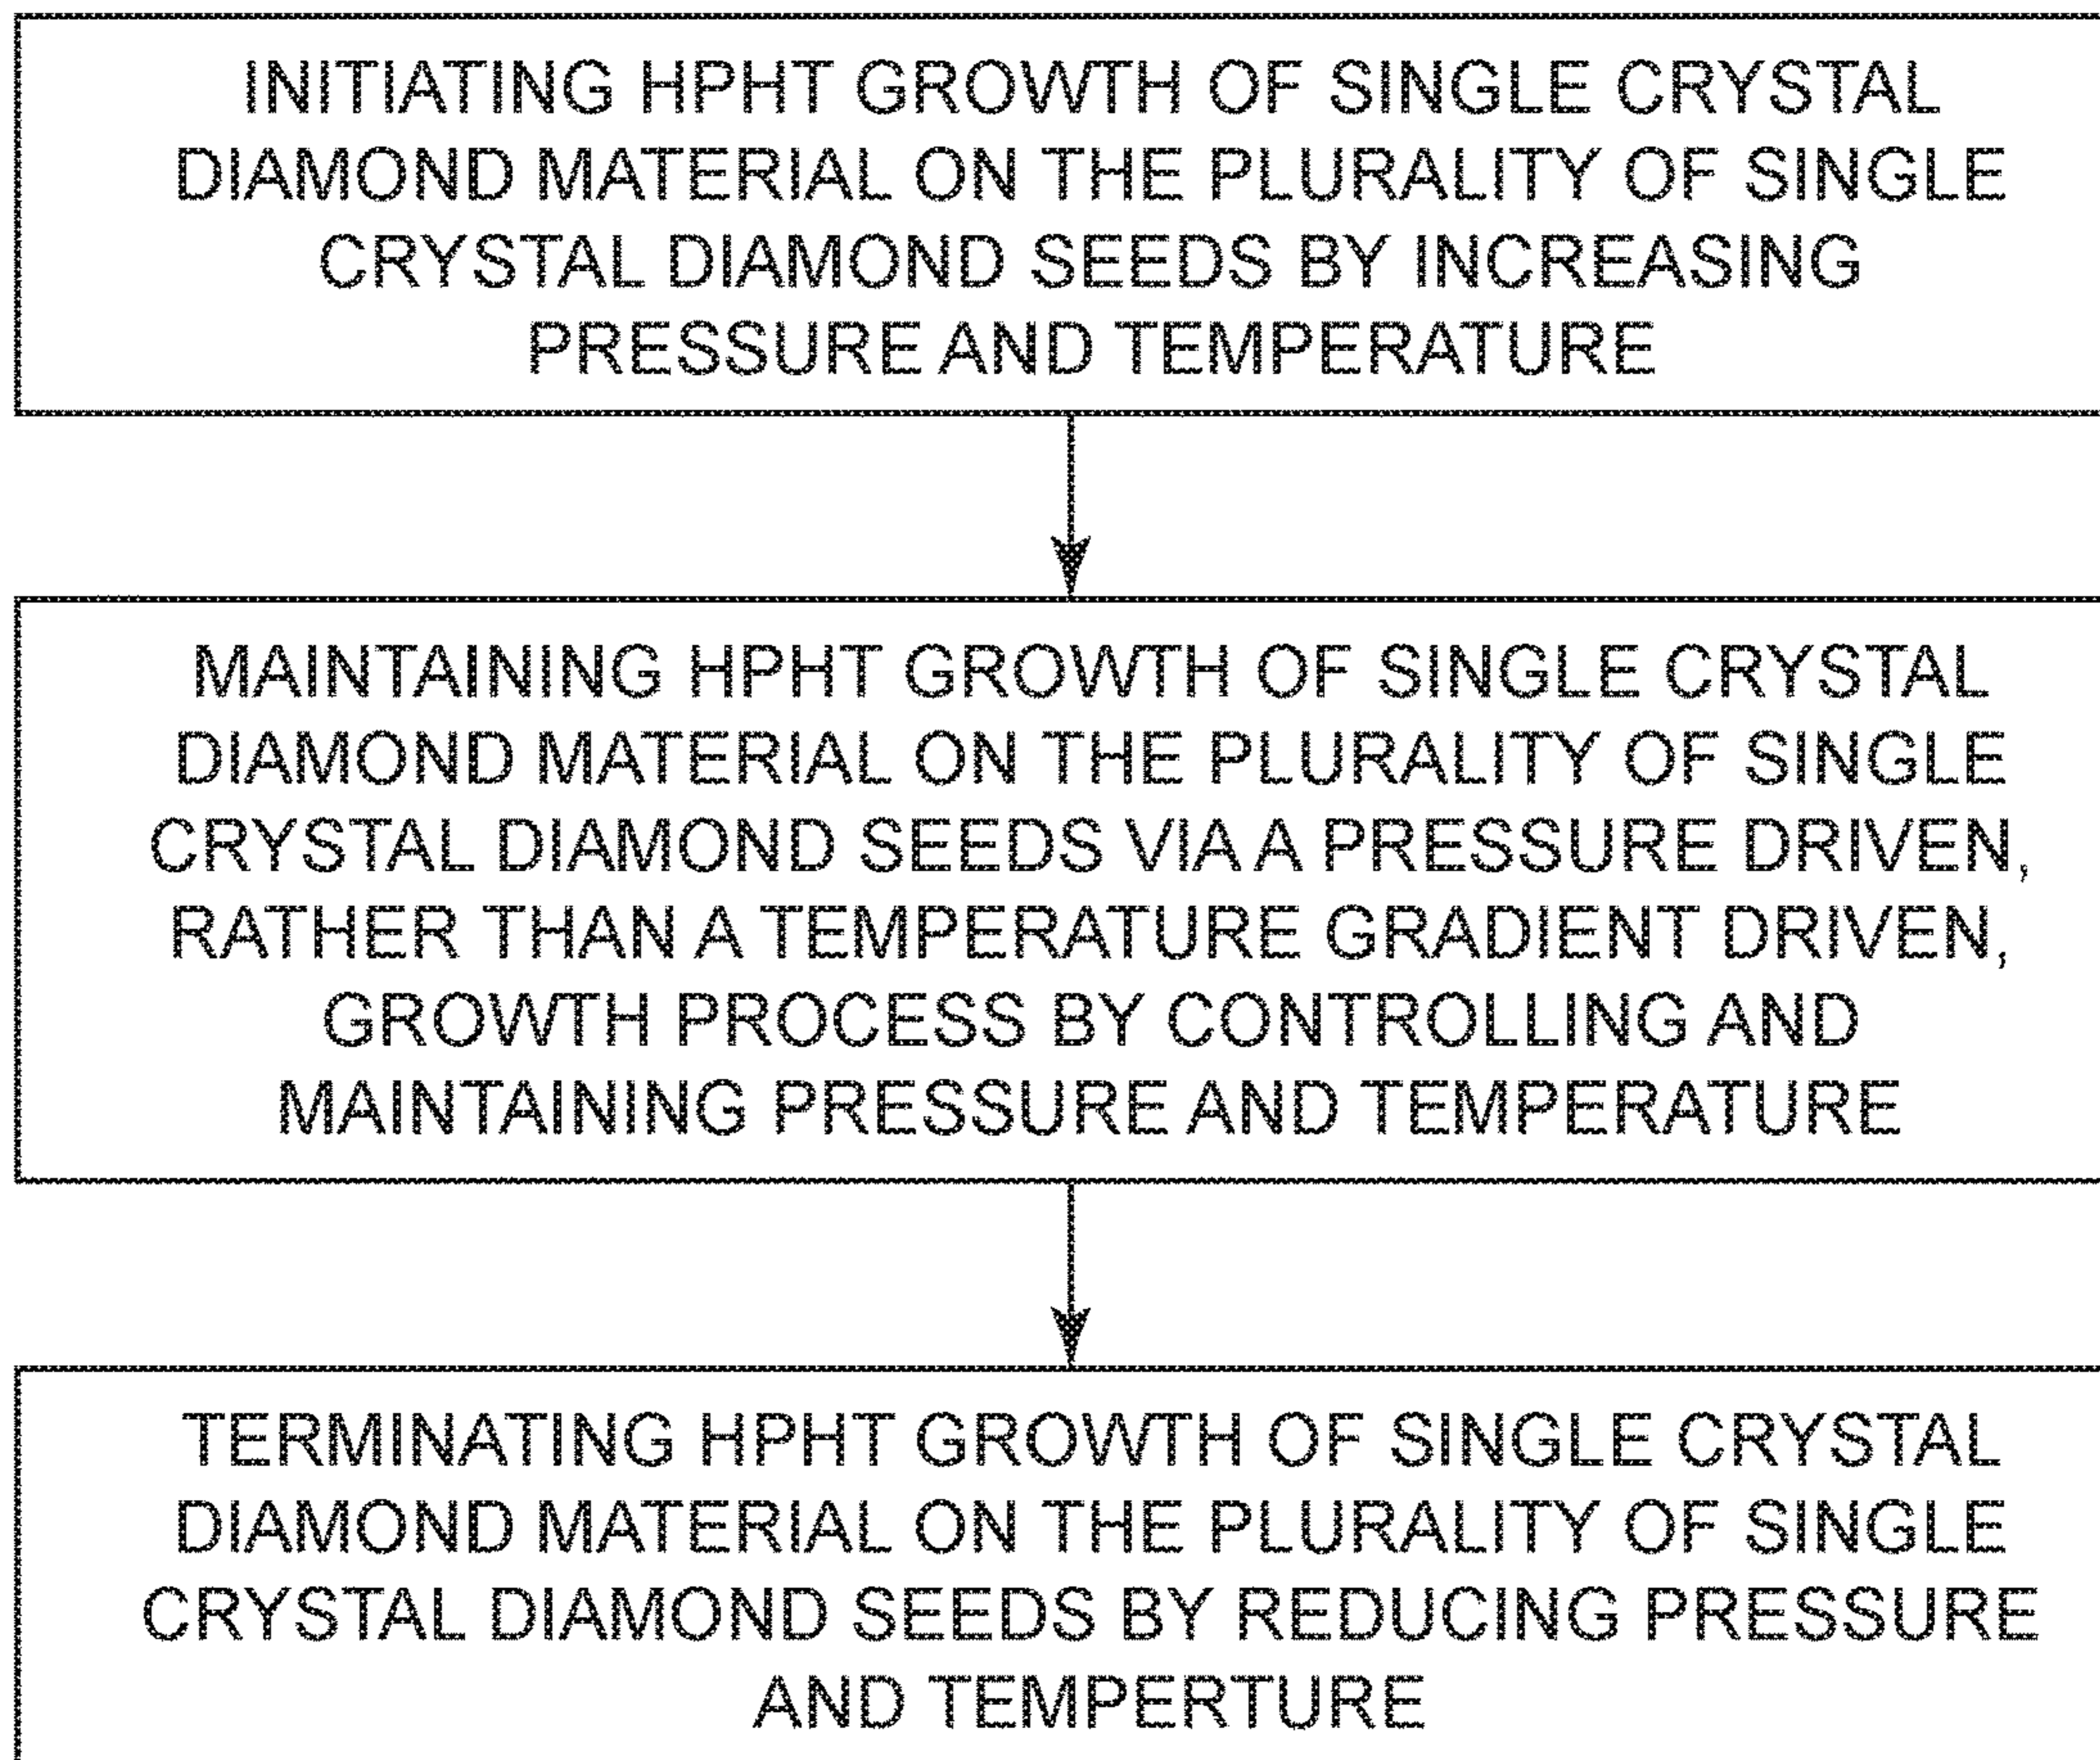 INITIATING HPHT GROWTH OF SINGLE CRYSTAL
DIAMOND MATERIAL ON THE PLURALITY OF SINGLE
CRYSTAL DIAMOND SEEDS BY INCREASING
PRESSURE AND TEMPERATURE
MAINTAINING HPHT GROWTH OF SINGLE CRYSTAL
DIAMOND MATERIAL ON THE PLURALITY OF SINGLE
CRYSTAL DIAMOND SEEDS VIA A PRESSURE DRIVEN,
RATHER THAN A TEMPERATURE GRADIENT DRIVEN,
GROWTH PROCESS BY CONTROLLING AND
MAINTAINING PRESSURE AND TEMPERATURE
TERMINATING HPHT GROWTH OF SINGLE CRYSTAL
DIAMOND MATERIAL ON THE PLURALITY OF SINGLE
CRYSTAL DIAMOND SEEDS BY REDUCING PRESSURE
AND TEMPERTURE